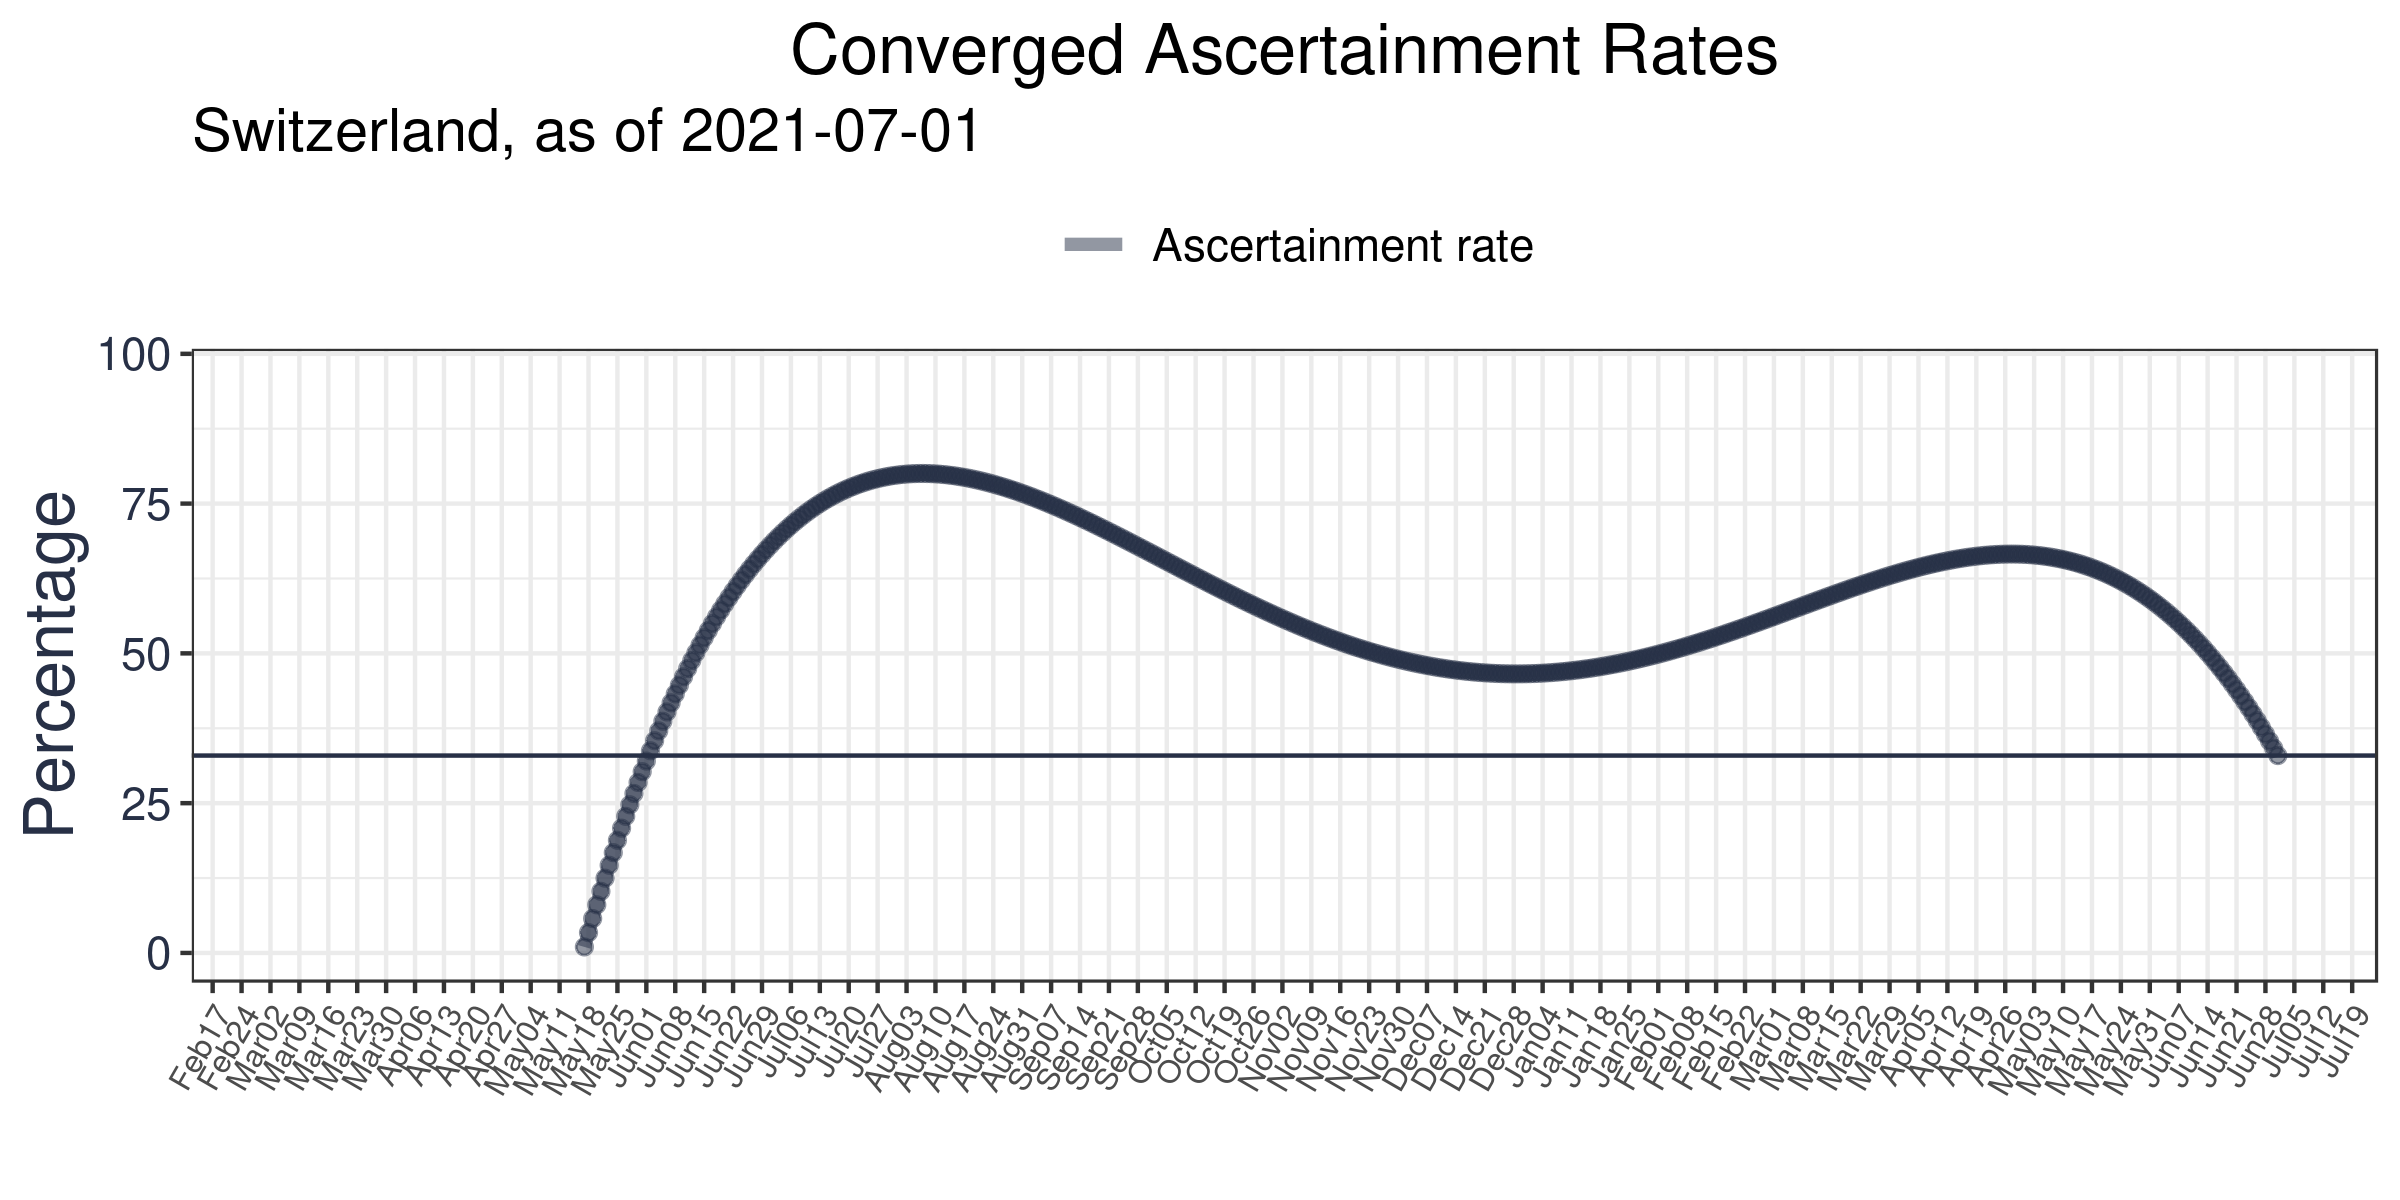 Converged Ascertainment Rates
Switzerland, as of 2021-07-01
Ascertainment rate
Percentage
100
75
50
25
0
Feb17 Feb24 Mar02 Mar09 Mar16 Mar23 Mar30 Apr06 Apr13 Apr20 Apr27 May04 May11 May18 May25 Jun01 Jun08 Jun15 Jun22 Jun29 Jul06 Jul13 Jul20 Jul27 Aug03 Aug10 Aug17 Aug24 Aug31 Sep07 Sep14 Sep21 Sep28 Oct05 Oct12 Oct19 Oct26 Nov02 Nov09 Nov16 Nov23 Nov30 Dec07 Dec14 Dec21 Dec28 Jan04 Jan11 Jan18 Jan25 Feb01 Feb08 Feb15 Feb22 Mar01 Mar08 Mar15 Mar22 Mar29 Apr05 Apr12 Apr19 Apr26 May03 May10 May17 May24 May31 Jun07 Jun14 Jun21 Jun28 Jul05 Jul12 Jul19